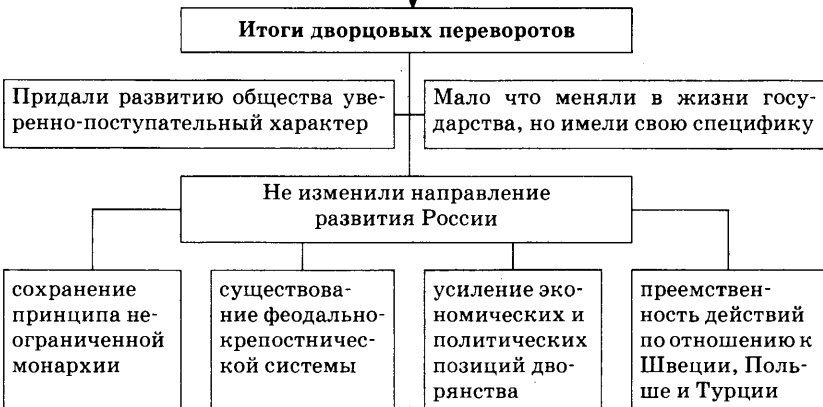 Итоги дворцовых переворотов
Придали развитию общества уве-
ренно-поступательный характер
Мало что меняли в жизни госу-
дарства, но имели свою специфику
Не изменили направление
развития России
сохранение
принципа не-
ограниченной
монархии
существова-
ние феодально-
крепостничес-
кой системы
усиление эко-
номических и
политических
позиций дво-
рянства
преемствен-
ность действий
по отношению к
Швеции, Поль-
ше и Турции